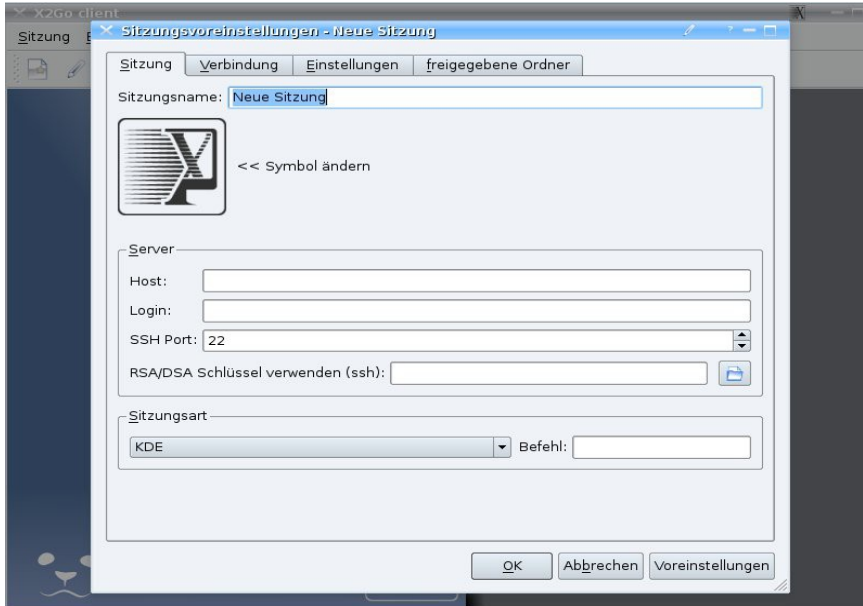 X2Go client
Sitzung
Sitzungsvoreinstellungen - Neue Sitzung
Sitzung Verbindung Einstellungen freigegebene Ordner
Sitzungsname: Neue Sitzung
<< Symbol ändern
Server
Host:
Login:
SSH Port: 22
RSA/DSA Schlüssel verwenden (ssh):
Sitzungsart
KDE Befehl:
OK Abbrechen Voreinstellungen